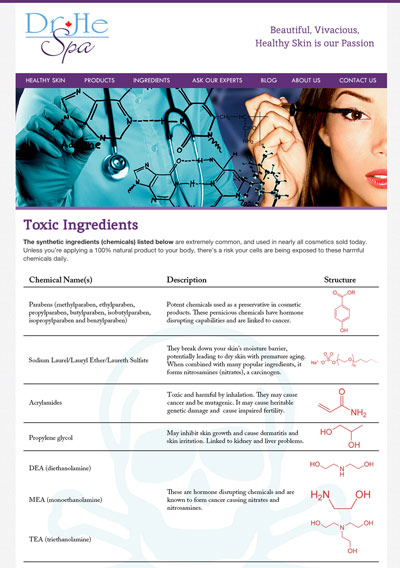 Dr He
Spa
Beautiful, Vivacious,
Healthy Skin is our Passion
HEALTHY SKIN PRODUCTS INGREDIENTS ASK OUR EXPERTS BLOG ABOUT US CONTACT US
Toxic Ingredients
The synthetic ingredients (chemicals) listed below are extremely common, and used in nearly all cosmetics sold today.
Unless you're applying a 100% natural product to your body, there's a risk your cells are being exposed to these harmful
chemicals daily.
Chemical Name(s) Description Structure
Parabens (methylparaben, ethylparaben,
propylparaben, butylparaben, isobutylparaben,
isopropylparaben and benzylparaben)
Potent chemicals used as a preservative in cosmetic
products. These pernicious chemicals have hormone
disrupting capabilities and are linked to cancer.
O OR
OH
Sodium Laurel/Lauryl Ether/Laureth Sulfate
They break down your skin's moisture barrier,
potentially leading to dry skin with premature aging.
When combined with many popular ingredients, it
forms nitrosamines (nitrates), a carcinogen.
Acrylamides
Toxic and harmful by inhalation. They may cause
cancer and be mutagenic. It may cause heritable
genetic damage and cause impaired fertility.
O
NH2
Propylene glycol
May inhibit skin growth and cause dermatitis and
skin irritation. Linked to kidney and liver problems.
OH
HO
DEA (diethanolamine)
HO N OH
H
MEA (monoethanolamine)
These are hormone disrupting chemicals and are
known to form cancer causing nitrates and
nitrosamines.
H2N OH
TEA (triethanolamine)
HO N OH
OH